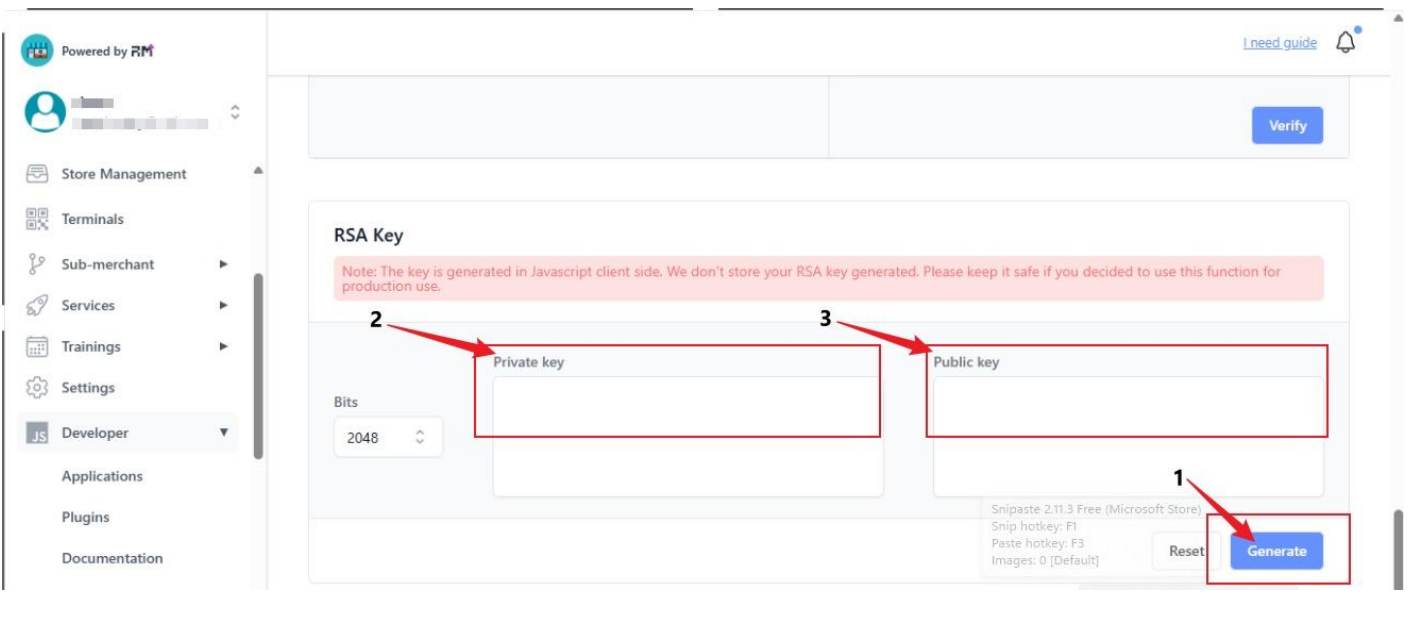 Powered by RM
I need guide
Verify
Store Management
Terminals
Sub-merchant
Services
Trainings
Settings
JS Developer
Applications
Plugins
Documentation
RSA Key
Note: The key is generated in Javascript client side. We don't store your RSA key generated. Please keep it safe if you decided to use this function for
production use.
2
3
Private key
Public key
Bits
2048
1
Snipaste 2.11.3 Free (Microsoft Store)
Snip hotkey: F1
Paste hotkey: F3
Images: 0 [Default]
Reset
Generate